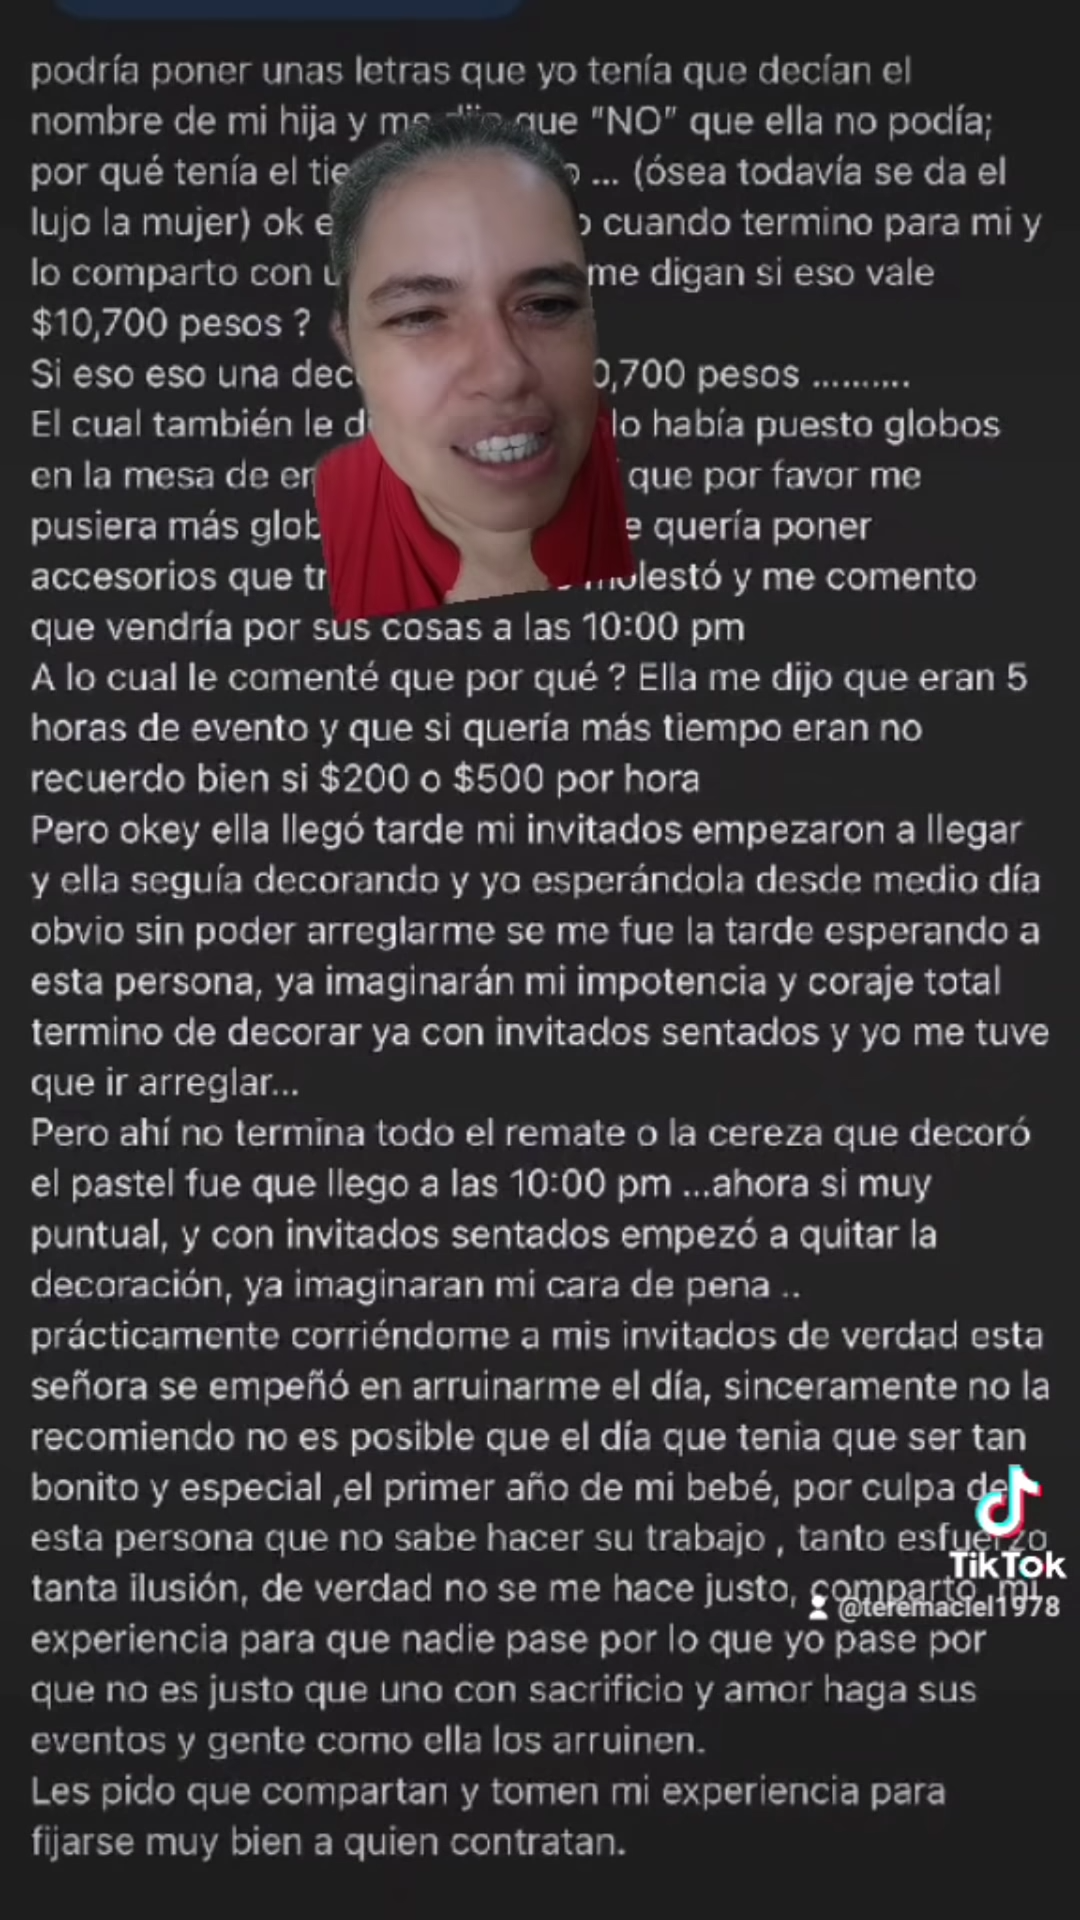 podría poner unas letras que yo tenía que decían el
nombre de mi hija y me dijo que "NO" que ella no podía;
por qué tenía el ... (ósea todavía se da el
lujo la mujer) ok cuando termino para mi y
lo comparto con me digan si eso vale
$10,700 pesos ?
Si eso eso una 0,700 pesos ..........
El cual también le lo había puesto globos
en la mesa de que por favor me
pusiera más quería poner
accesorios que molestó y me comento
que vendría por sus cosas a las 10:00 pm
A lo cual le comenté que por qué ? Ella me dijo que eran 5
horas de evento y que si quería más tiempo eran no
recuerdo bien si $200 o $500 por hora
Pero okey ella llegó tarde mi invitados empezaron a llegar
y ella seguía decorando y yo esperándola desde medio día
obvio sin poder arreglarme se me fue la tarde esperando a
esta persona, ya imaginarán mi impotencia y coraje total
termino de decorar ya con invitados sentados y yo me tuve
que ir arreglar...
Pero ahí no termina todo el remate o la cereza que decoró
el pastel fue que llego a las 10:00 pm ...ahora si muy
puntual, y con invitados sentados empezó a quitar la
decoración, ya imaginaran mi cara de pena ..
prácticamente corriéndome a mis invitados de verdad esta
señora se empeñó en arruinarme el día, sinceramente no la
recomiendo no es posible que el día que tenia que ser tan
bonito y especial ,el primer año de mi bebé, por culpa de
esta persona que no sabe hacer su trabajo , tanto esfuerzo
tanta ilusión, de verdad no se me hace justo, comparto mi
experiencia para que nadie pase por lo que yo pase por
que no es justo que uno con sacrificio y amor haga sus
eventos y gente como ella los arruinen.
Les pido que compartan y tomen mi experiencia para
fijarse muy bien a quien contratan.
TikTok
@teremaciel1978